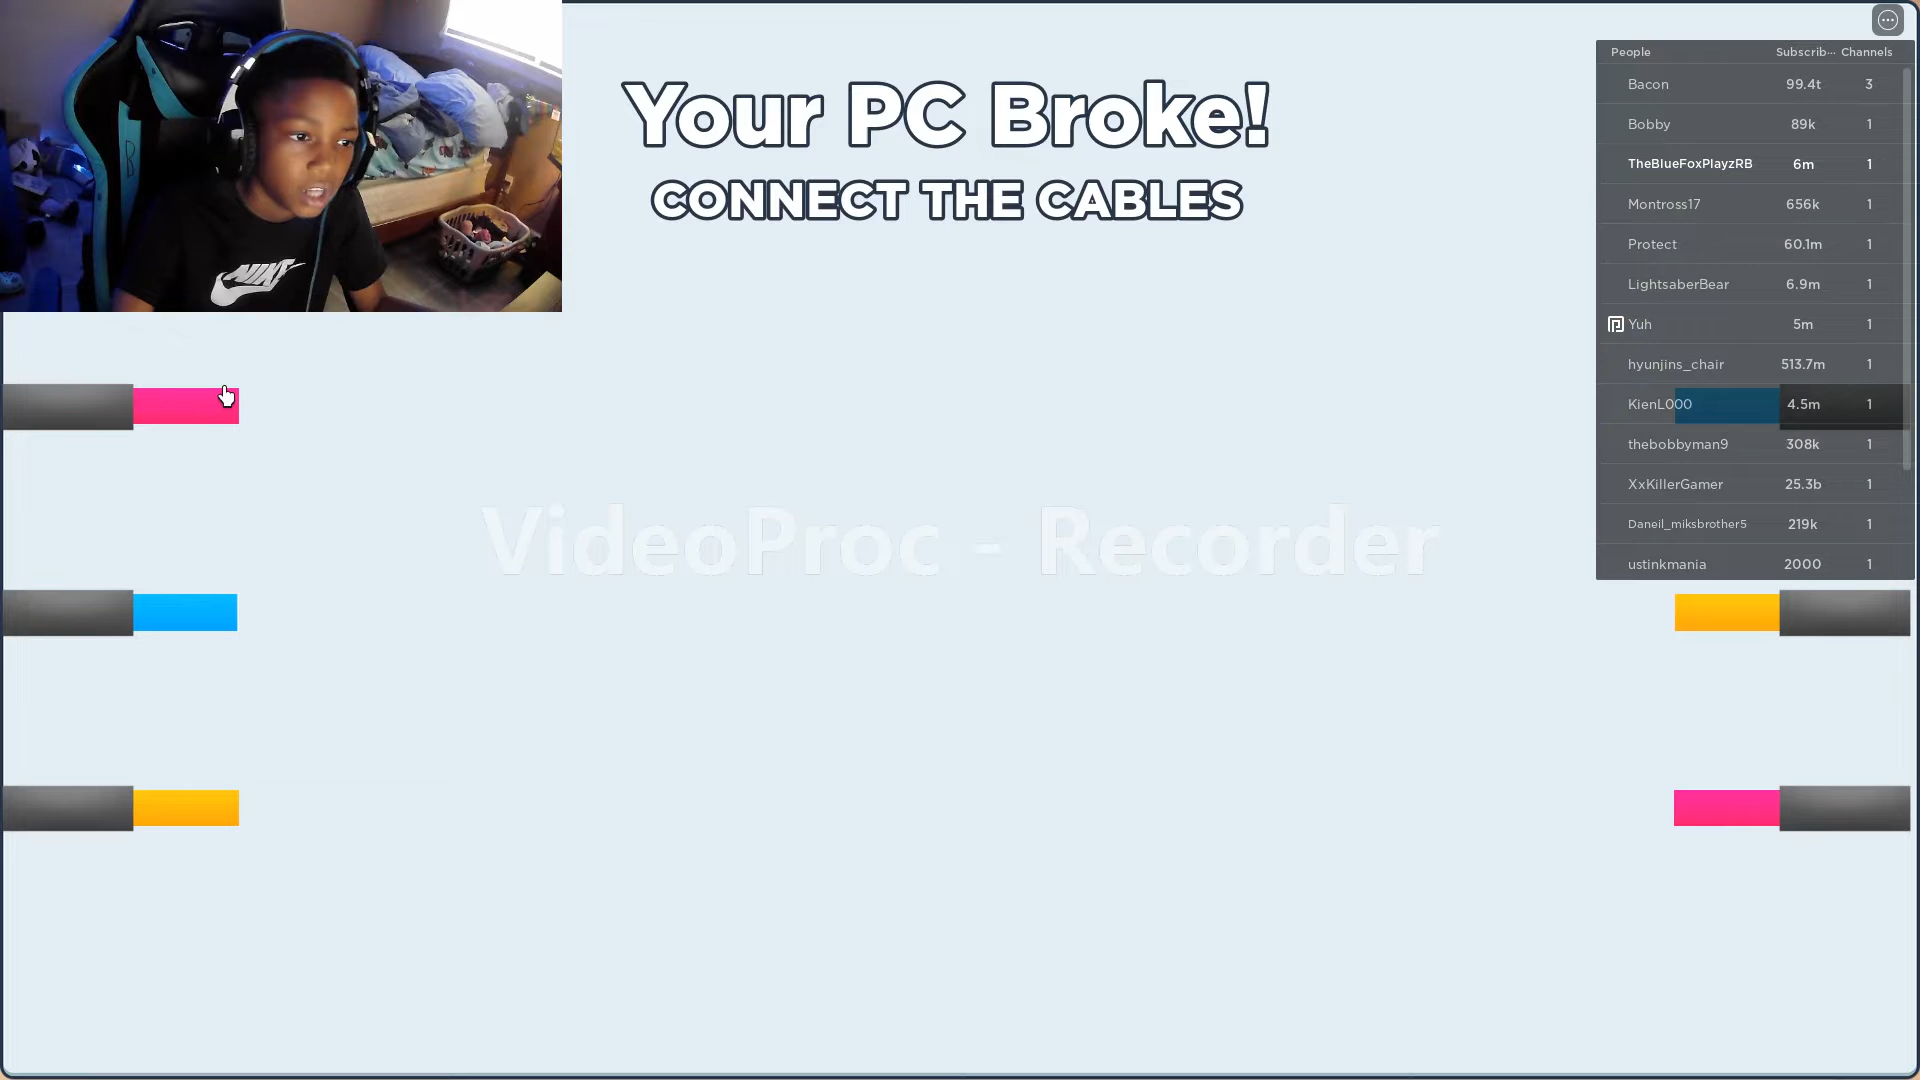 Your PC Broke!
CONNECT THE CABLES
People Subscrib... Channels
Bacon 99.4t 3
Bobby 89k 1
TheBlueFoxPlayzRB 6m 1
Montross17 656k 1
Protect 60.1m 1
LightsaberBear 6.9m 1
Yuh 5m 1
hyunjins_chair 513.7m 1
KienL000 4.5m 1
thebobbyman9 308k 1
XxKillerGamer 25.3b 1
Daneil_miksbrother5 219k 1
ustinkmania 2000 1
VideoProc - Recorder
NIKE